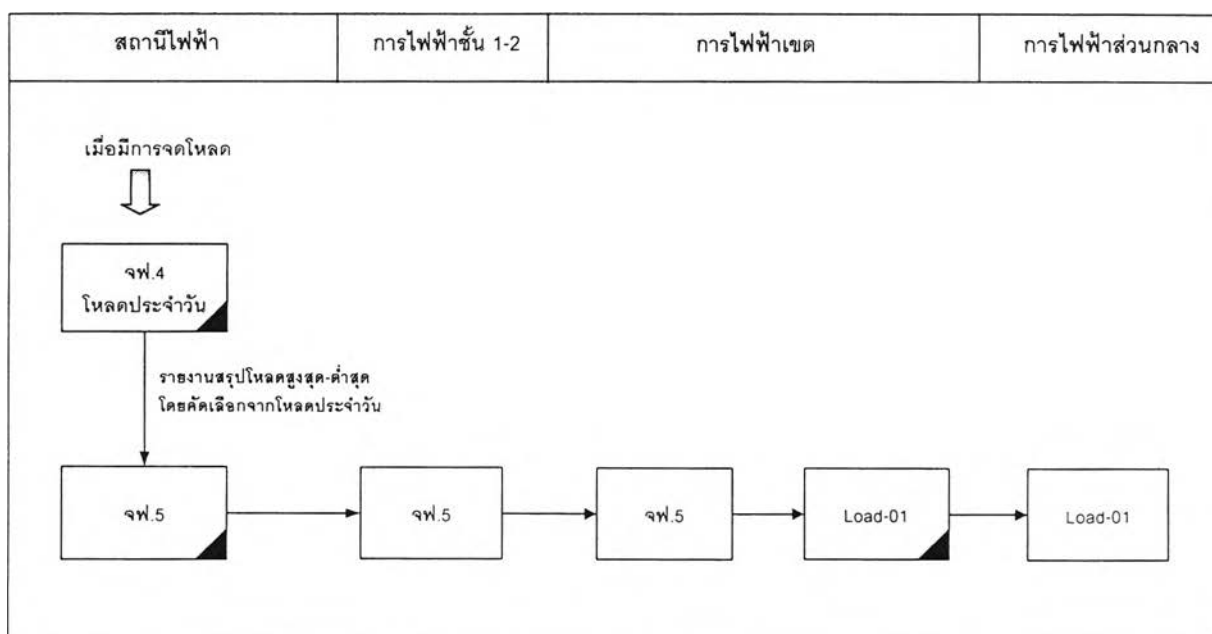 สถานีไฟฟ้า
การไฟฟ้าชั้น 1-2
การไฟฟ้าเขต
การไฟฟ้าส่วนกลาง
เมื่อมีการจดโหลด
จฟ.4
โหลดประจำวัน
รายงานสรุปโหลดสูงสุด-ต่ำสุด
โดยคัดเลือกจากโหลดประจำวัน
จฟ.5
จฟ.5
จฟ.5
Load-01
Load-01